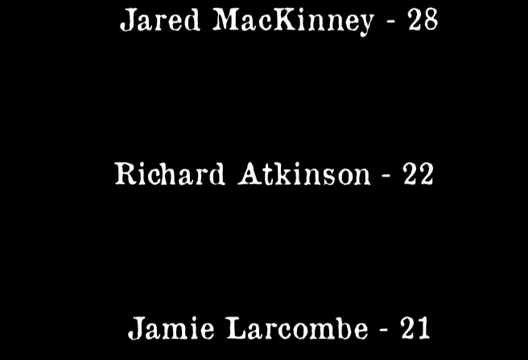 Jared MacKinney - 28
Richard Atkinson - 22
Jamie Larcombe - 21